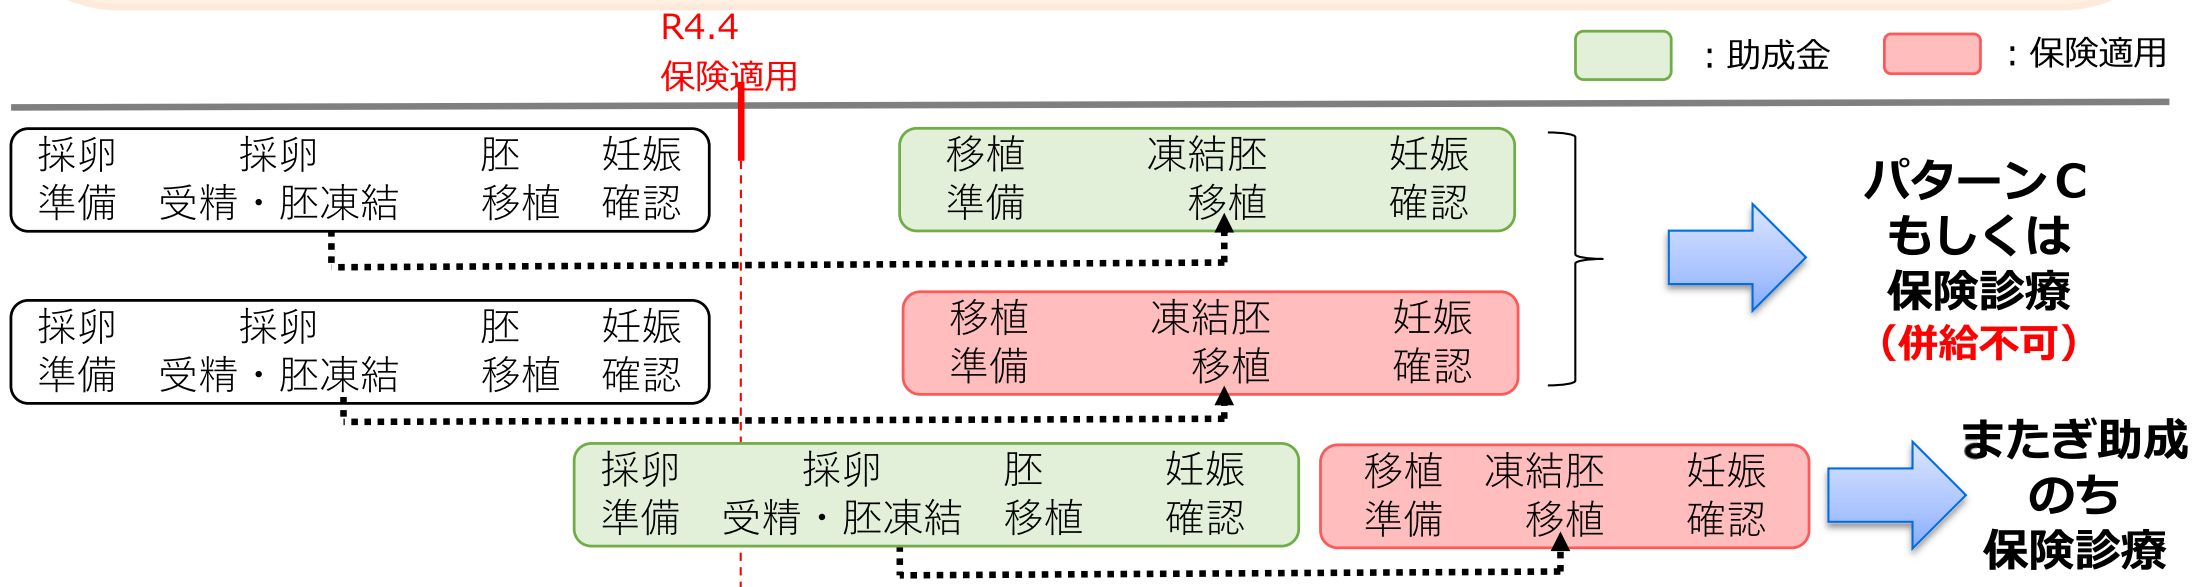 R4.4
保険適用
：助成金
：保険適用
採卵 採卵 胚 妊娠
準備 受精・胚凍結 移植 確認
移植 凍結胚 妊娠
準備 移植 確認
採卵 採卵 胚 妊娠
準備 受精・胚凍結 移植 確認
移植 凍結胚 妊娠
準備 移植 確認
パターンC
もしくは
保険診療
（併給不可）
採卵 採卵 胚 妊娠
準備 受精・胚凍結 移植 確認
移植 凍結胚 妊娠
準備 移植 確認
またぎ助成
のち
保険診療